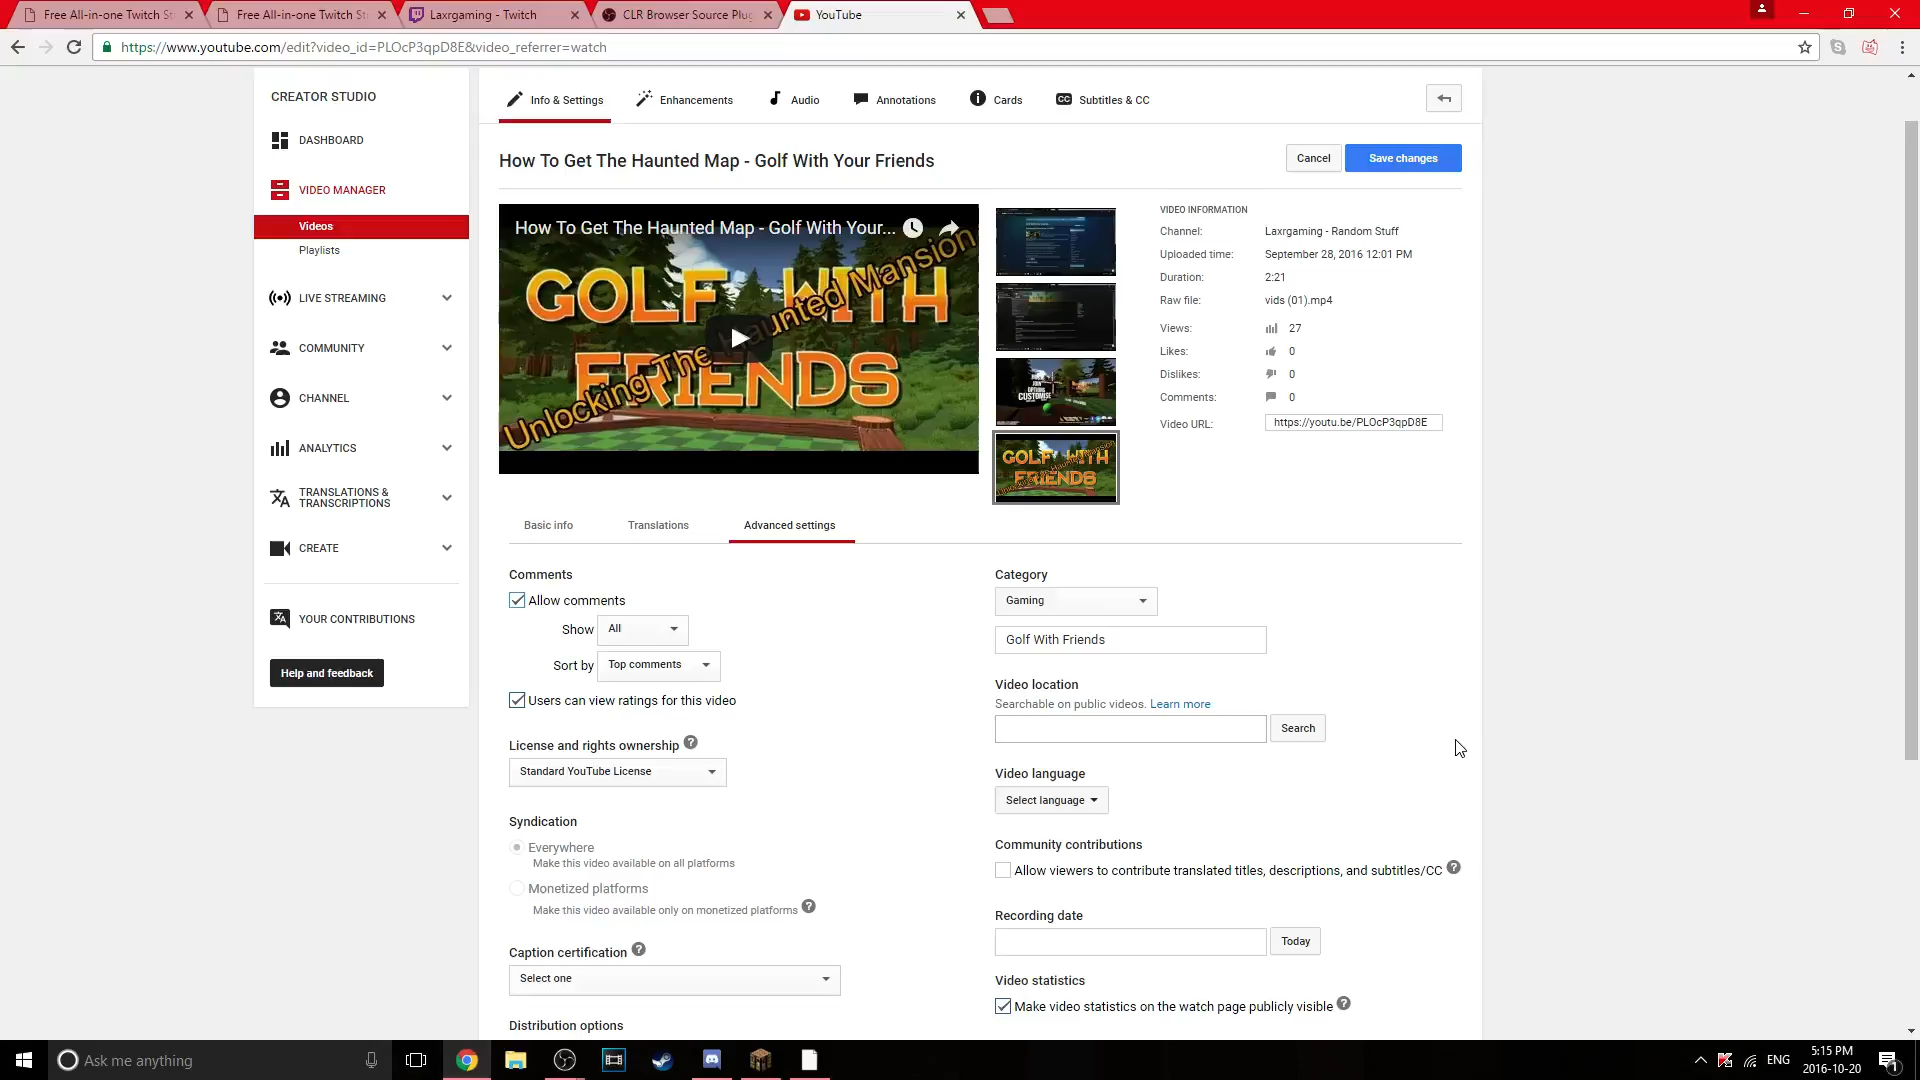 Free All-in-one Twitch St
Free All-in-one Twitch St
Laxrgaming - Twitch
CLR Browser Source Plug
YouTube
https://www.youtube.com/edit?video_id=PLOcP3qpD8E&video_referrer=watch
CREATOR STUDIO
DASHBOARD
VIDEO MANAGER
Videos
Playlists
LIVE STREAMING
COMMUNITY
CHANNEL
ANALYTICS
TRANSLATIONS &
TRANSCRIPTIONS
CREATE
YOUR CONTRIBUTIONS
Help and feedback
Info & Settings
Enhancements
Audio
Annotations
Cards
CC Subtitles & CC
How To Get The Haunted Map - Golf With Your Friends
Cancel
Save changes
How To Get The Haunted Map - Golf With Your...
GOLF WITH
FRIENDS
Unlocking The Haunted Mansion
GOLF WITH
FRIENDS
VIDEO INFORMATION
Channel: Laxrgaming - Random Stuff
Uploaded time: September 28, 2016 12:01 PM
Duration: 2:21
Raw file: vids (01).mp4
Views: 27
Likes: 0
Dislikes: 0
Comments: 0
Video URL: https://youtu.be/PLOcP3qpD8E
Basic info
Translations
Advanced settings
Comments
Allow comments
Show All
Sort by Top comments
Users can view ratings for this video
License and rights ownership ?
Standard YouTube License
Syndication
Everywhere
Make this video available on all platforms
Monetized platforms
Make this video available only on monetized platforms ?
Caption certification ?
Select one
Distribution options
Category
Gaming
Golf With Friends
Video location
Searchable on public videos. Learn more
Search
Video language
Select language
Community contributions
Allow viewers to contribute translated titles, descriptions, and subtitles/CC ?
Recording date
Today
Video statistics
Make video statistics on the watch page publicly visible ?
Ask me anything
ENG
5:15 PM
2016-10-20
1